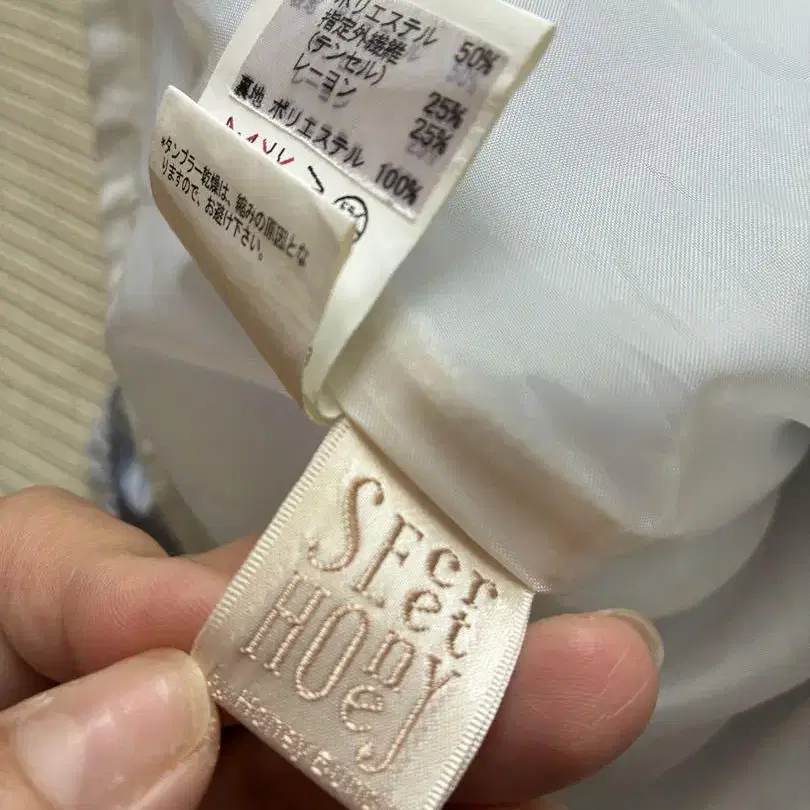 ポリエステル 50%
指定外繊維
(テンセル) 25%
レーヨン 25%
裏地 ポリエステル 100%
*タンブラー乾燥は、縮みの原因とな
りますので、お避け下さい。
SEcret
HOneY
by Honey Bunch